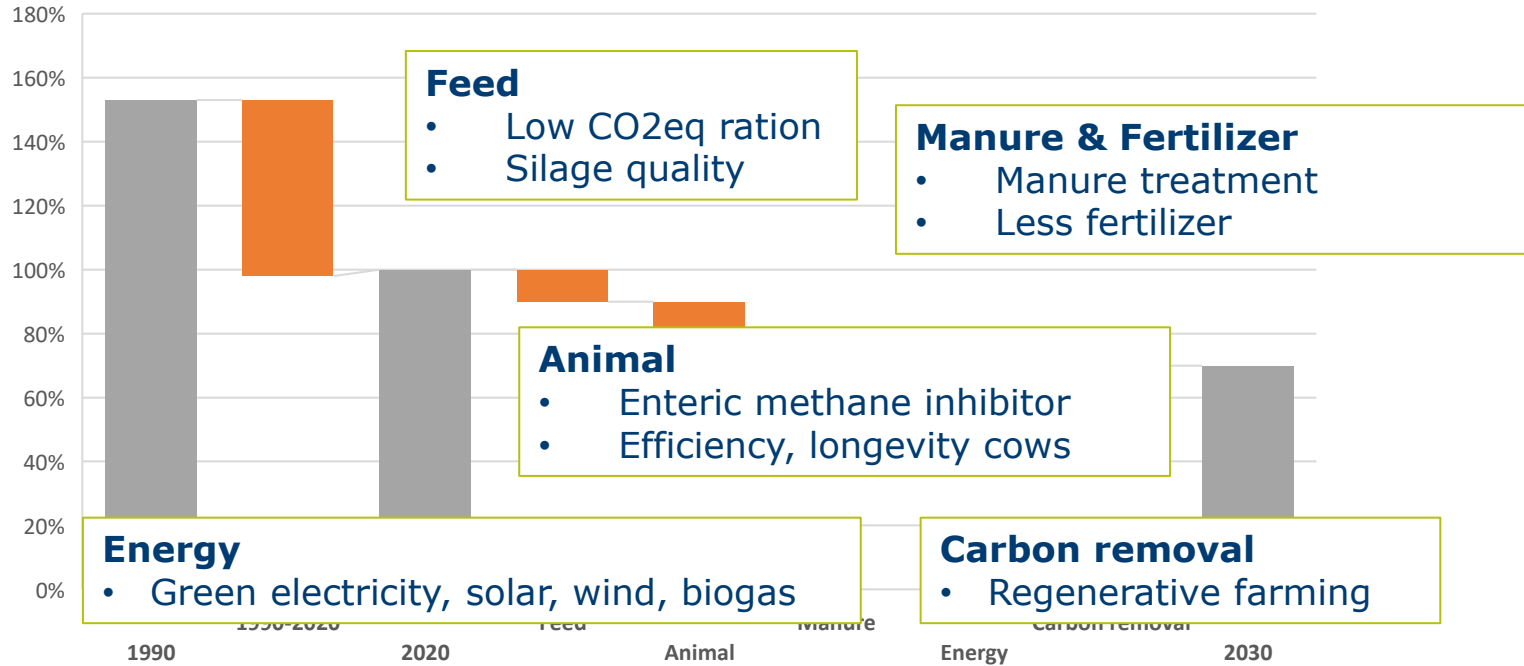 180%
160%
140%
120%
100%
80%
60%
40%
20%
0%
Feed
• Low CO2eq ration
• Silage quality
Manure & Fertilizer
• Manure treatment
• Less fertilizer
Animal
• Enteric methane inhibitor
• Efficiency, longevity cows
Energy
• Green electricity, solar, wind, biogas
Carbon removal
• Regenerative farming
1990-2020 Feed Manure Carbon removal
1990 2020 Animal Energy 2030